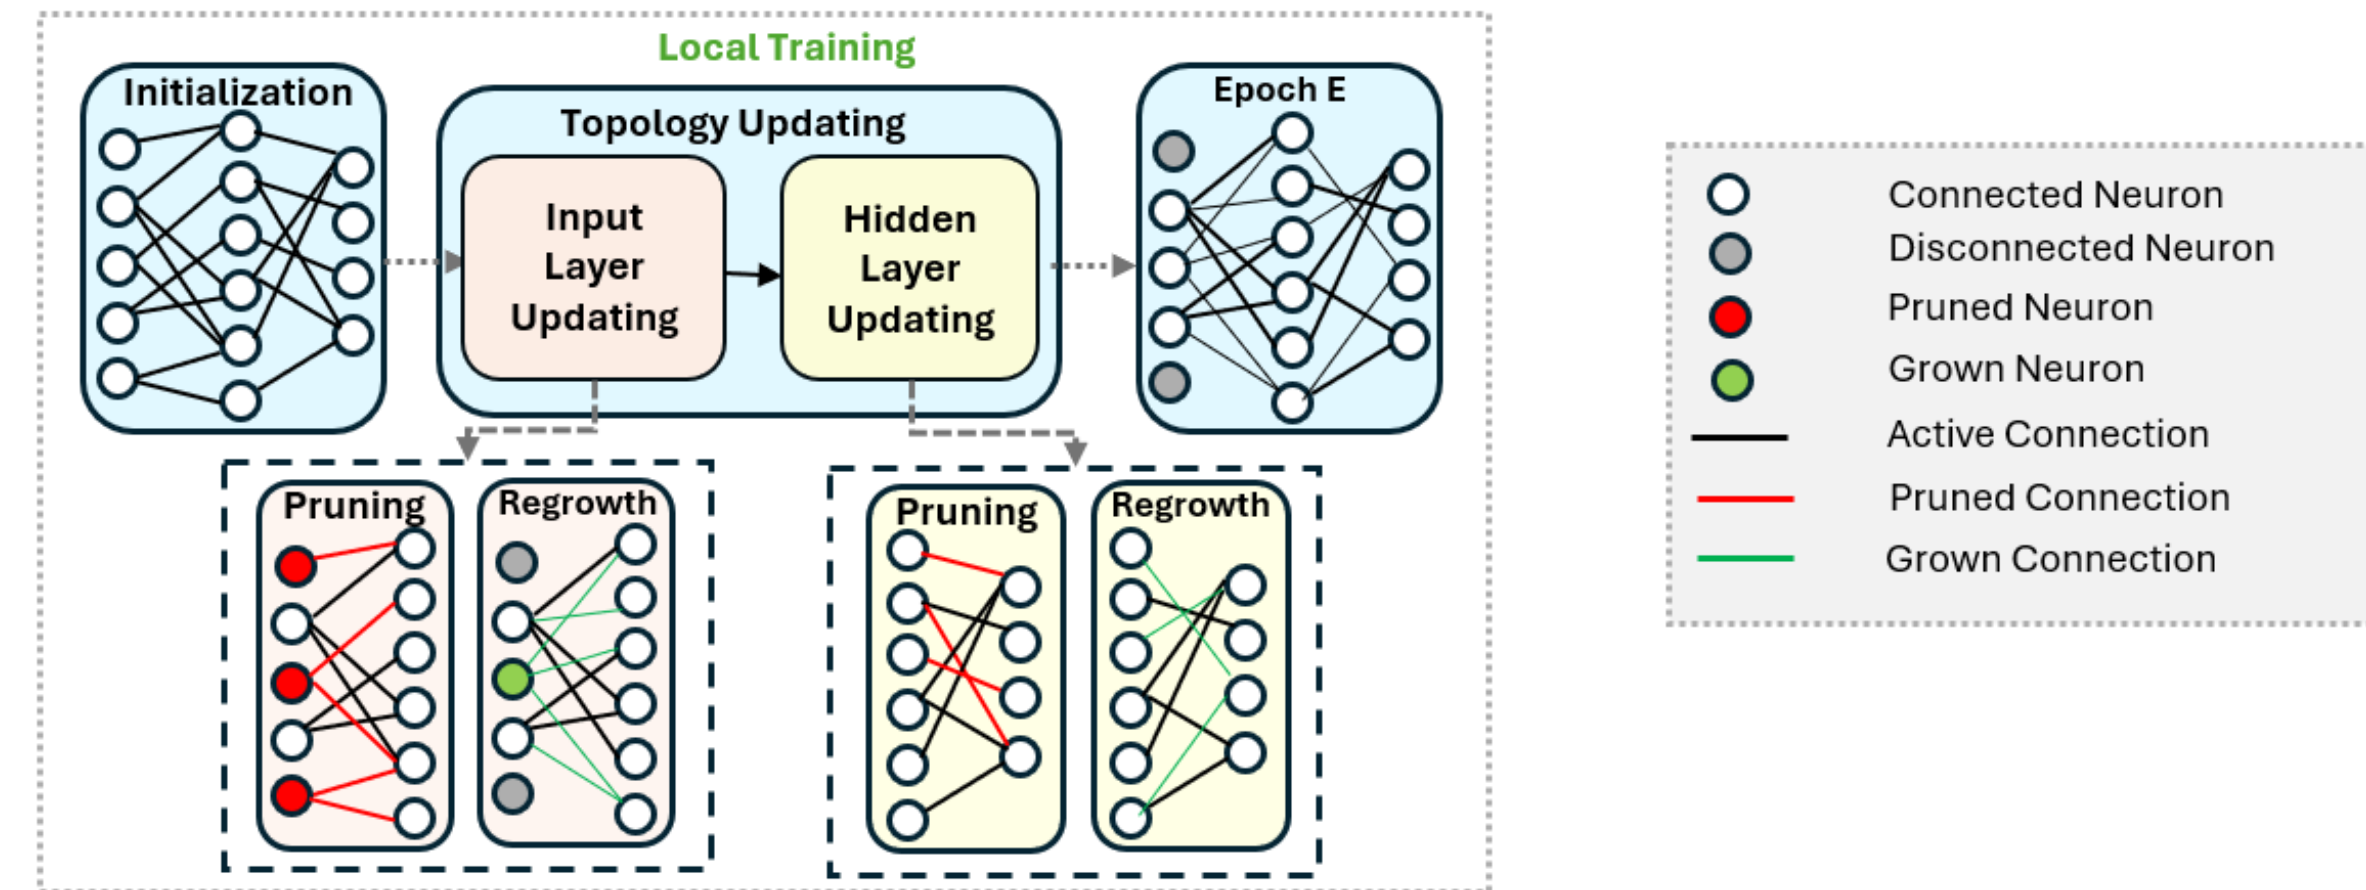 Local Training
Initialization
Topology Updating
Input
Layer
Updating
Hidden
Layer
Updating
Epoch E
Pruning
Regrowth
Pruning
Regrowth
Connected Neuron
Disconnected Neuron
Pruned Neuron
Grown Neuron
Active Connection
Pruned Connection
Grown Connection